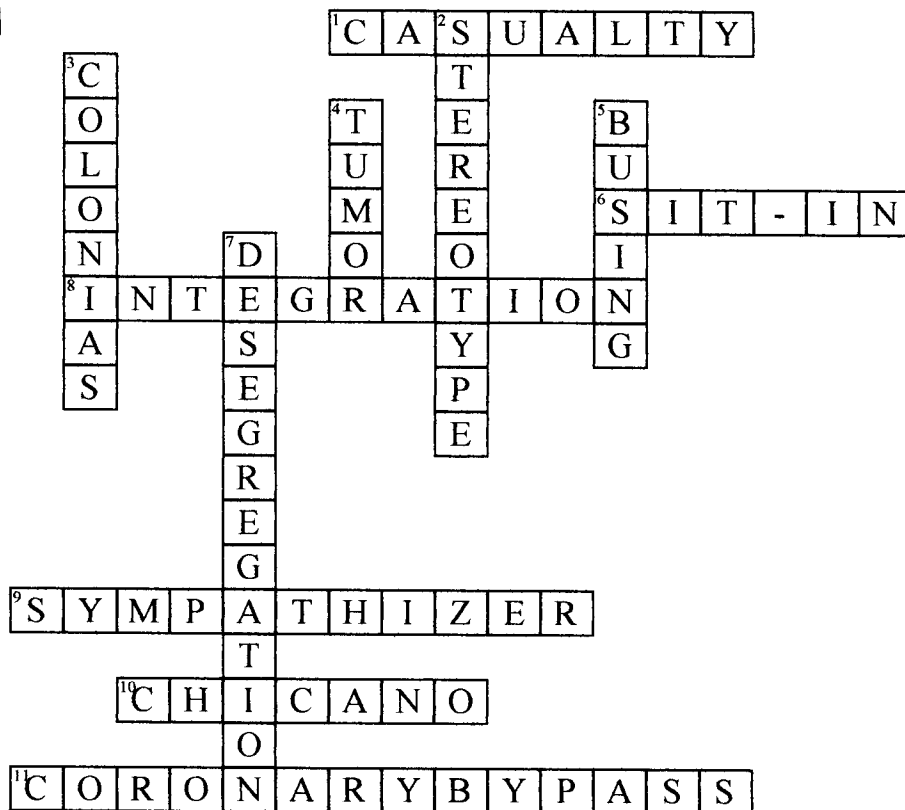 1 CASUALTY
2 STEREOTYPE
3 COLONIAS
4 TUMOR
5 BUSING
6 SIT-IN
7 DESEGREGATION
8 INTEGRATION
9 SYMPATHIZER
10 CHICANO
11 CORONARYBYPASS